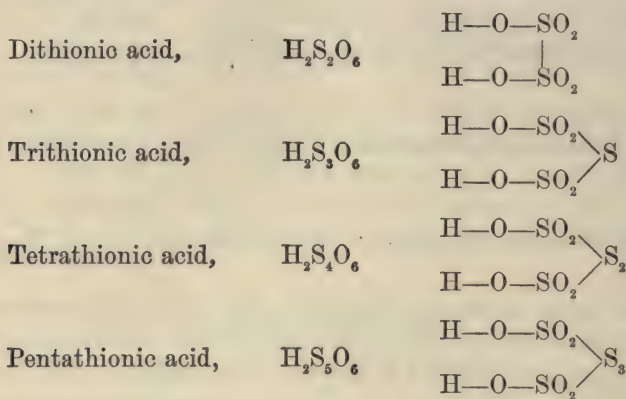 H—O—SO₂
Dithionic acid, H₂S₂O₆
H—O—SO₂
H—O—SO₂
Trithionic acid, H₂S₃O₆ S
H—O—SO₂
H—O—SO₂
Tetrathionic acid, H₂S₄O₆ S₂
H—O—SO₂
H—O—SO₂
Pentathionic acid, H₂S₅O₆ S₃
H—O—SO₂